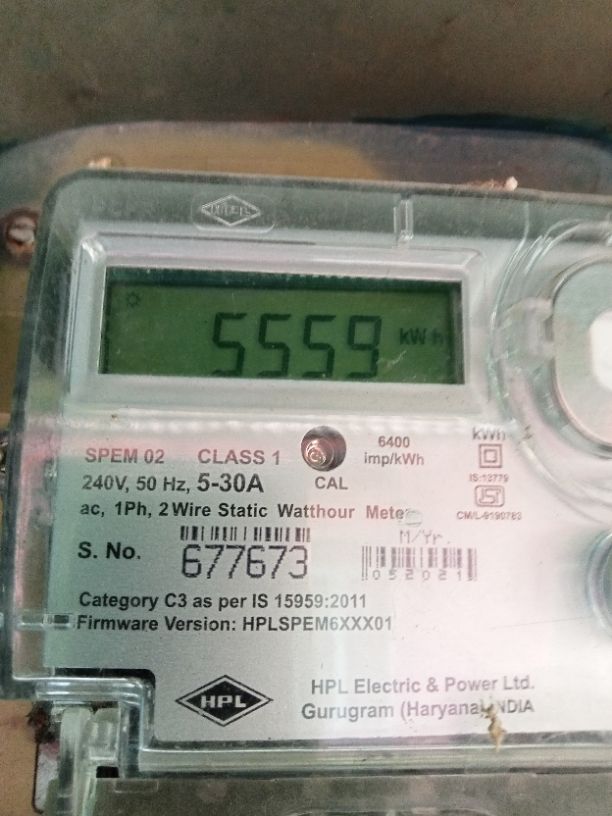 5559 kWh
SPEM 02 CLASS 1
6400
imp/kWh
kWh
240V, 50 Hz, 5-30A
CAL
IS:13779
ac, 1Ph, 2 Wire Static Watthour Meter
CM/L-9190783
S. No. 677673
M/Yr.
052021
Category C3 as per IS 15959:2011
Firmware Version: HPLSPEM6XXX01
HPL
HPL Electric & Power Ltd.
Gurugram (Haryana) INDIA